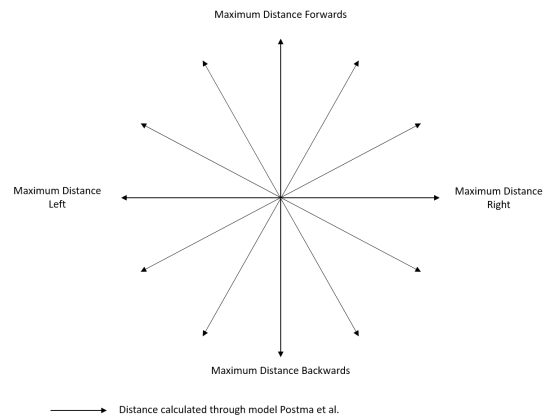 Maximum Distance Forwards
Maximum Distance
Left
Maximum Distance
Right
Maximum Distance Backwards
Distance calculated through model Postma et al.